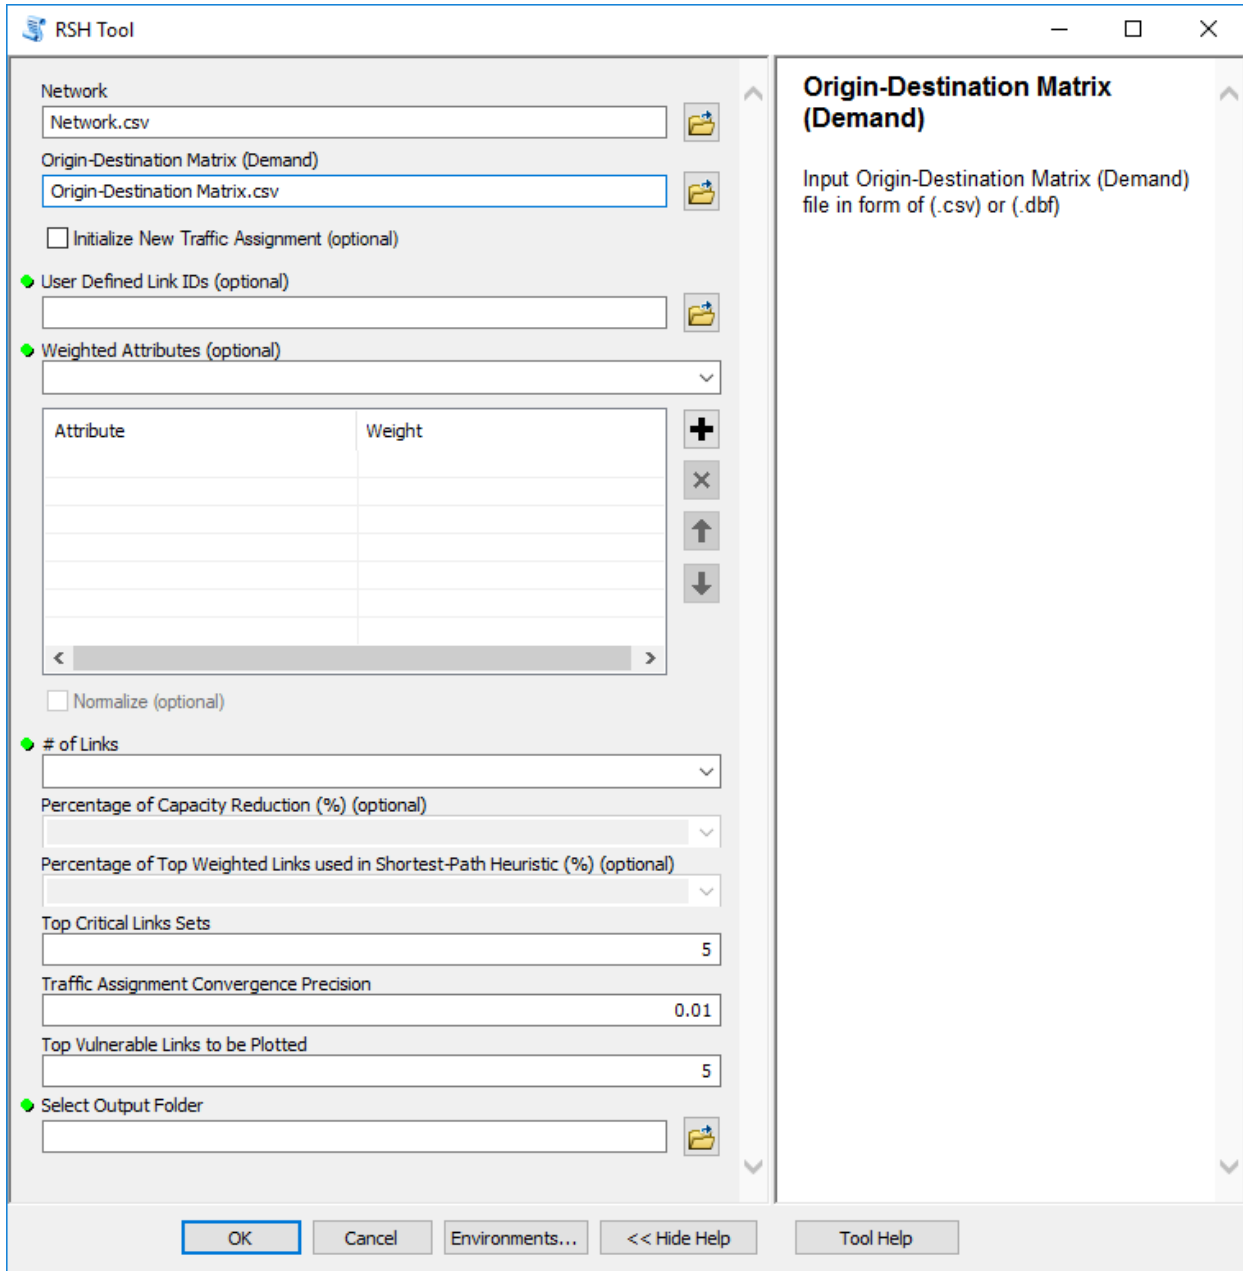 RSH Tool
Network
Network.csv
Origin-Destination Matrix (Demand)
Origin-Destination Matrix.csv
Initialize New Traffic Assignment (optional)
User Defined Link IDs (optional)
Weighted Attributes (optional)
Attribute Weight
Normalize (optional)
# of Links
Percentage of Capacity Reduction (%) (optional)
Percentage of Top Weighted Links used in Shortest-Path Heuristic (%) (optional)
Top Critical Links Sets
5
Traffic Assignment Convergence Precision
0.01
Top Vulnerable Links to be Plotted
5
Select Output Folder
Origin-Destination Matrix
(Demand)
Input Origin-Destination Matrix (Demand)
file in form of (.csv) or (.dbf)
OK Cancel Environments... << Hide Help Tool Help